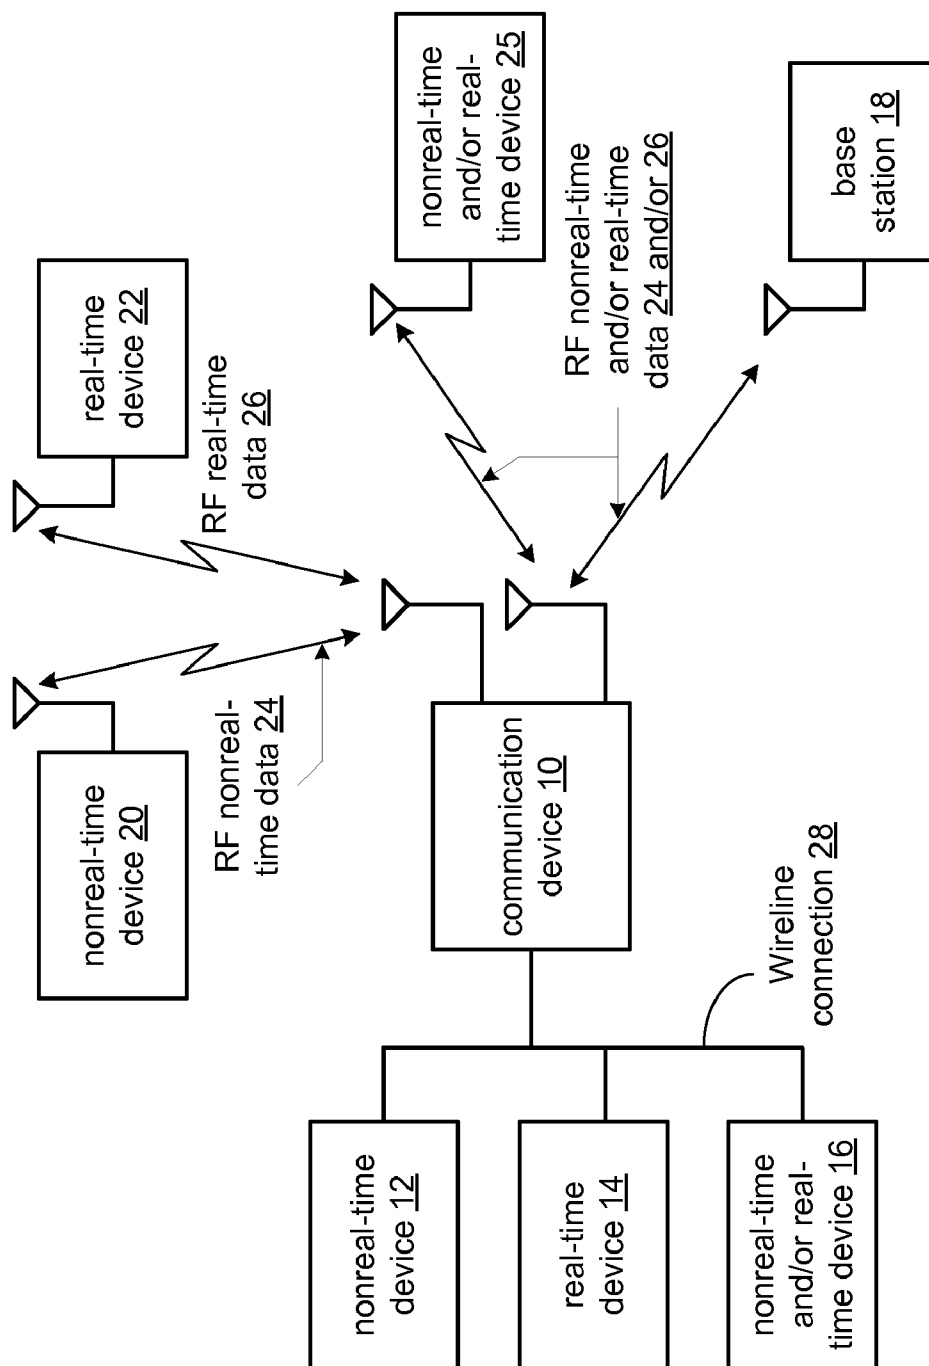 nonreal-time
device 20
real-time
device 22
RF nonreal-
time data 24
RF real-time
data 26
nonreal-time
device 12
communication
device 10
nonreal-time
and/or real-
time device 25
real-time
device 14
RF nonreal-time
and/or real-time
data 24 and/or 26
nonreal-time
and/or real-
time device 16
Wireline
connection 28
base
station 18